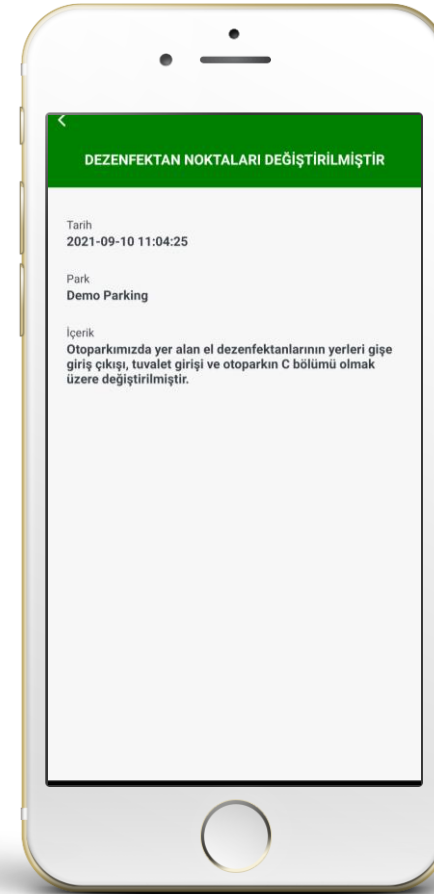 DEZENFEKTAN NOKTALARI DEĞİŞTİRİLMİŞTİR
Tarih
2021-09-10 11:04:25
Park
Demo Parking
İçerik
Otoparkımızda yer alan el dezenfektanlarının yerleri gişe
giriş çıkışı, tuvalet girişi ve otoparkın C bölümü olmak
üzere değiştirilmiştir.